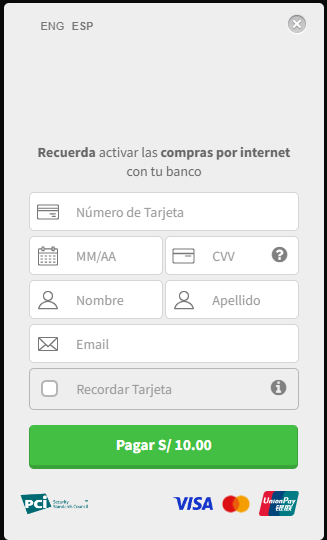 ENG ESP
Recuerda activar las compras por internet
con tu banco
Número de Tarjeta
MM/AA
CVV
?
Nombre
Apellido
Email
Recordar Tarjeta
i
Pagar S/ 10.00
PCi Security
Standards Council
VISA
UnionPay
银联